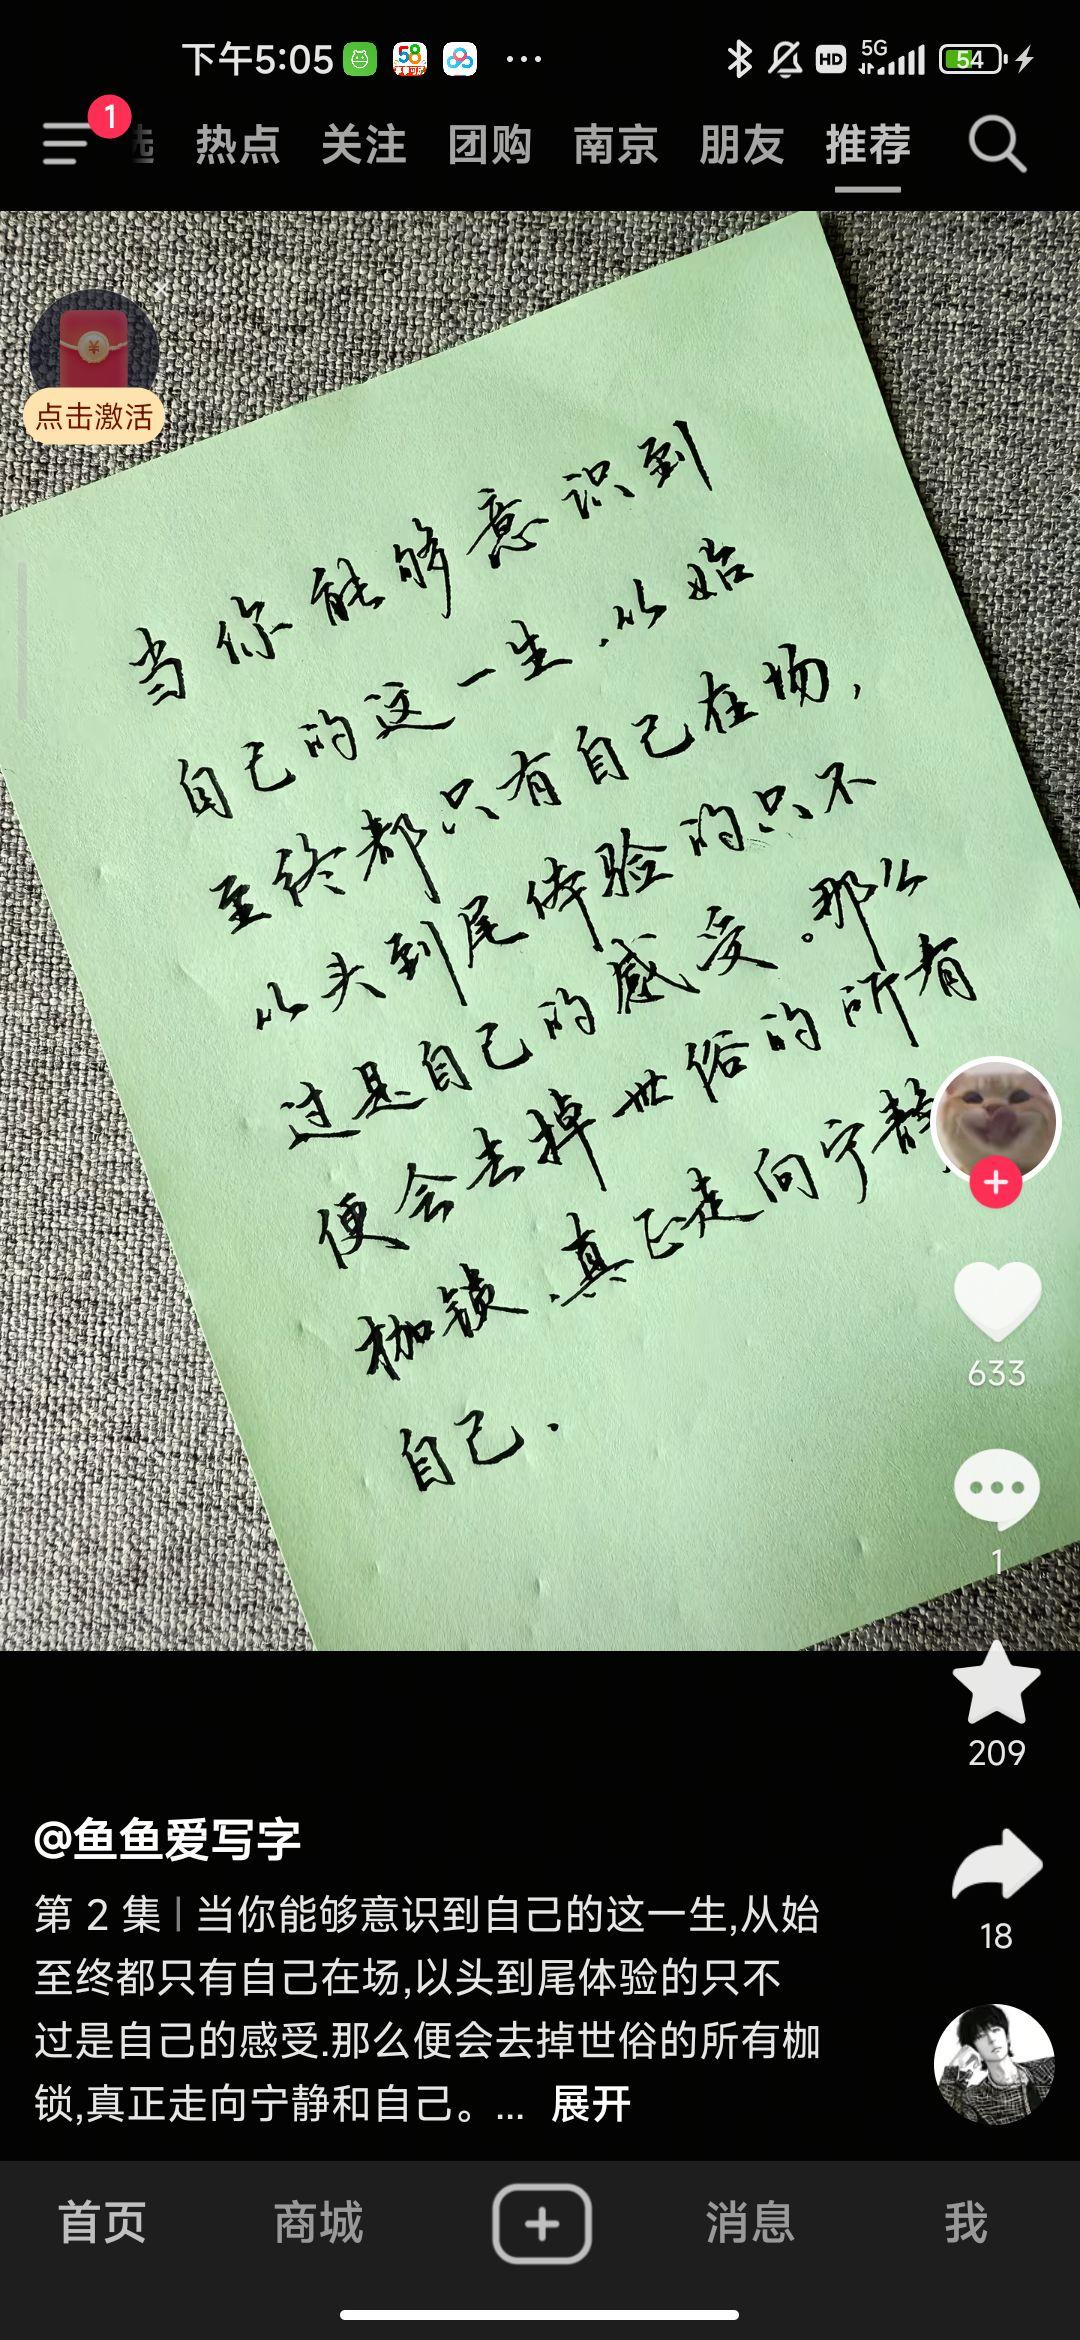 下午5:05
58
HD
5G
54
1
选 热点 关注 团购 南京 朋友 推荐
点击激活
当你能够意识到
自己的这一生.从始
至终都只有自己在场,
从头到尾体验的只不
过是自己的感受。那么
便会去掉世俗的所有
枷锁.真正走向宁静
自己.
633
1
209
18
@鱼鱼爱写字
第 2 集 | 当你能够意识到自己的这一生,从始
至终都只有自己在场,以头到尾体验的只不
过是自己的感受.那么便会去掉世俗的所有枷
锁,真正走向宁静和自己。... 展开
首页 商城 消息 我